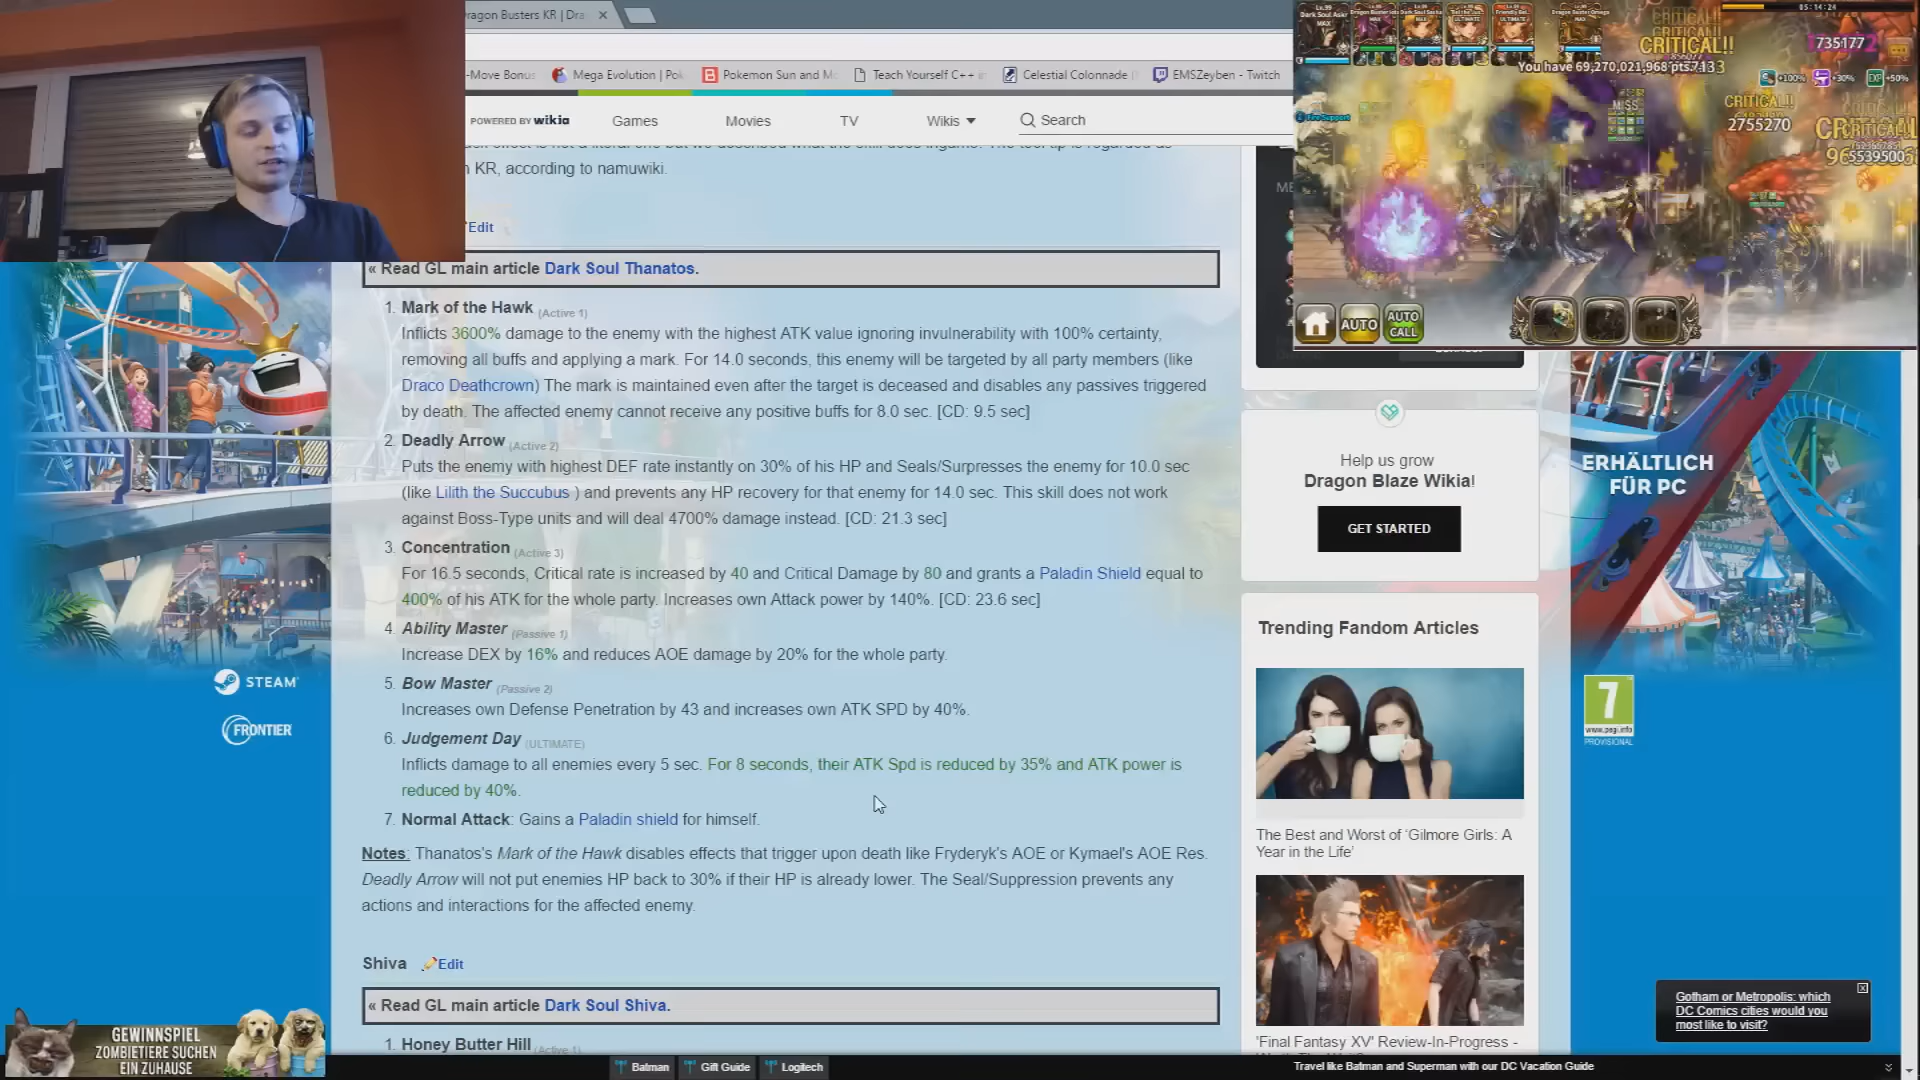 Dragon Busters KR | Dra
-Move Bonus
Mega Evolution | Pok
Pokemon Sun and Mo
Teach Yourself C++ in
Celestial Colonnade |
EMSZeyben - Twitch
POWERED BY wikia
Games
Movies
TV
Wikis
Search
KR, according to namuwiki.
Edit
« Read GL main article Dark Soul Thanatos.
1. Mark of the Hawk (Active 1)
Inflicts 3600% damage to the enemy with the highest ATK value ignoring invulnerability with 100% certainty,
removing all buffs and applying a mark. For 14.0 seconds, this enemy will be targeted by all party members (like
Draco Deathcrown) The mark is maintained even after the target is deceased and disables any passives triggered
by death. The affected enemy cannot receive any positive buffs for 8.0 sec. [CD: 9.5 sec]
2. Deadly Arrow (Active 2)
Puts the enemy with highest DEF rate instantly on 30% of his HP and Seals/Surpresses the enemy for 10.0 sec
(like Lilith the Succubus ) and prevents any HP recovery for that enemy for 14.0 sec. This skill does not work
against Boss-Type units and will deal 4700% damage instead. [CD: 21.3 sec]
3. Concentration (Active 3)
For 16.5 seconds, Critical rate is increased by 40 and Critical Damage by 80 and grants a Paladin Shield equal to
400% of his ATK for the whole party. Increases own Attack power by 140%. [CD: 23.6 sec]
4. Ability Master (Passive 1)
Increase DEX by 16% and reduces AOE damage by 20% for the whole party.
5. Bow Master (Passive 2)
Increases own Defense Penetration by 43 and increases own ATK SPD by 40%.
6. Judgement Day (ULTIMATE)
Inflicts damage to all enemies every 5 sec. For 8 seconds, their ATK Spd is reduced by 35% and ATK power is
reduced by 40%.
7. Normal Attack: Gains a Paladin shield for himself.
Notes: Thanatos's Mark of the Hawk disables effects that trigger upon death like Fryderyk's AOE or Kymael's AOE Res.
Deadly Arrow will not put enemies HP back to 30% if their HP is already lower. The Seal/Suppression prevents any
actions and interactions for the affected enemy.
Shiva Edit
« Read GL main article Dark Soul Shiva.
1. Honey Butter Hill (Active 1)
05:14:24
CRITICAL!!
735177
You have 69,270,021,968 pts.
+100%
+30%
EXP +50%
MISS
CRITICAL!!
2755270
CRITICAL!!
5539500
Fire Support
AUTO
AUTO
CALL
Help us grow
Dragon Blaze Wikia!
GET STARTED
Trending Fandom Articles
The Best and Worst of 'Gilmore Girls: A
Year in the Life'
'Final Fantasy XV' Review-In-Progress -
ERHÄLTLICH
FÜR PC
7
www.pegi.info
PROVISIONAL
STEAM
FRONTIER
GEWINNSPIEL
ZOMBIETIERE SUCHEN
EIN ZUHAUSE
Gotham or Metropolis: which
DC Comics cities would you
most like to visit?
Batman
Gift Guide
Logitech
Travel like Batman and Superman with our DC Vacation Guide